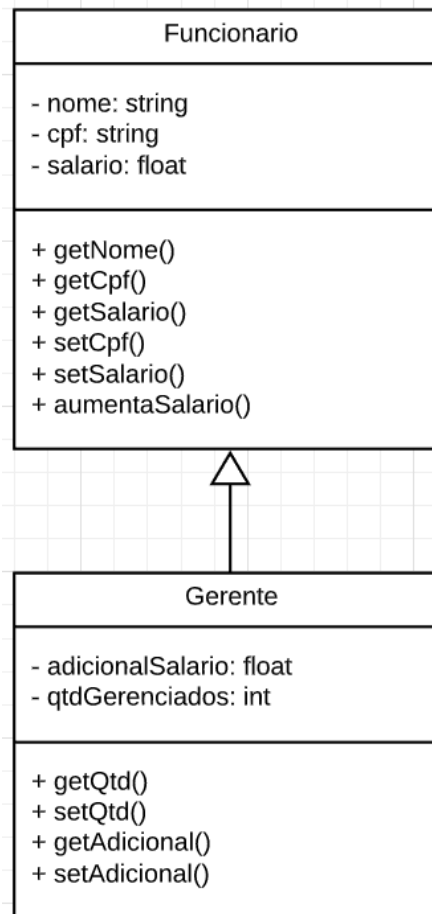 Funcionario
- nome: string
- cpf: string
- salario: float
+ getNome()
+ getCpf()
+ getSalario()
+ setCpf()
+ setSalario()
+ aumentaSalario()
Gerente
- adicionalSalario: float
- qtdGerenciados: int
+ getQtd()
+ setQtd()
+ getAdicional()
+ setAdicional()